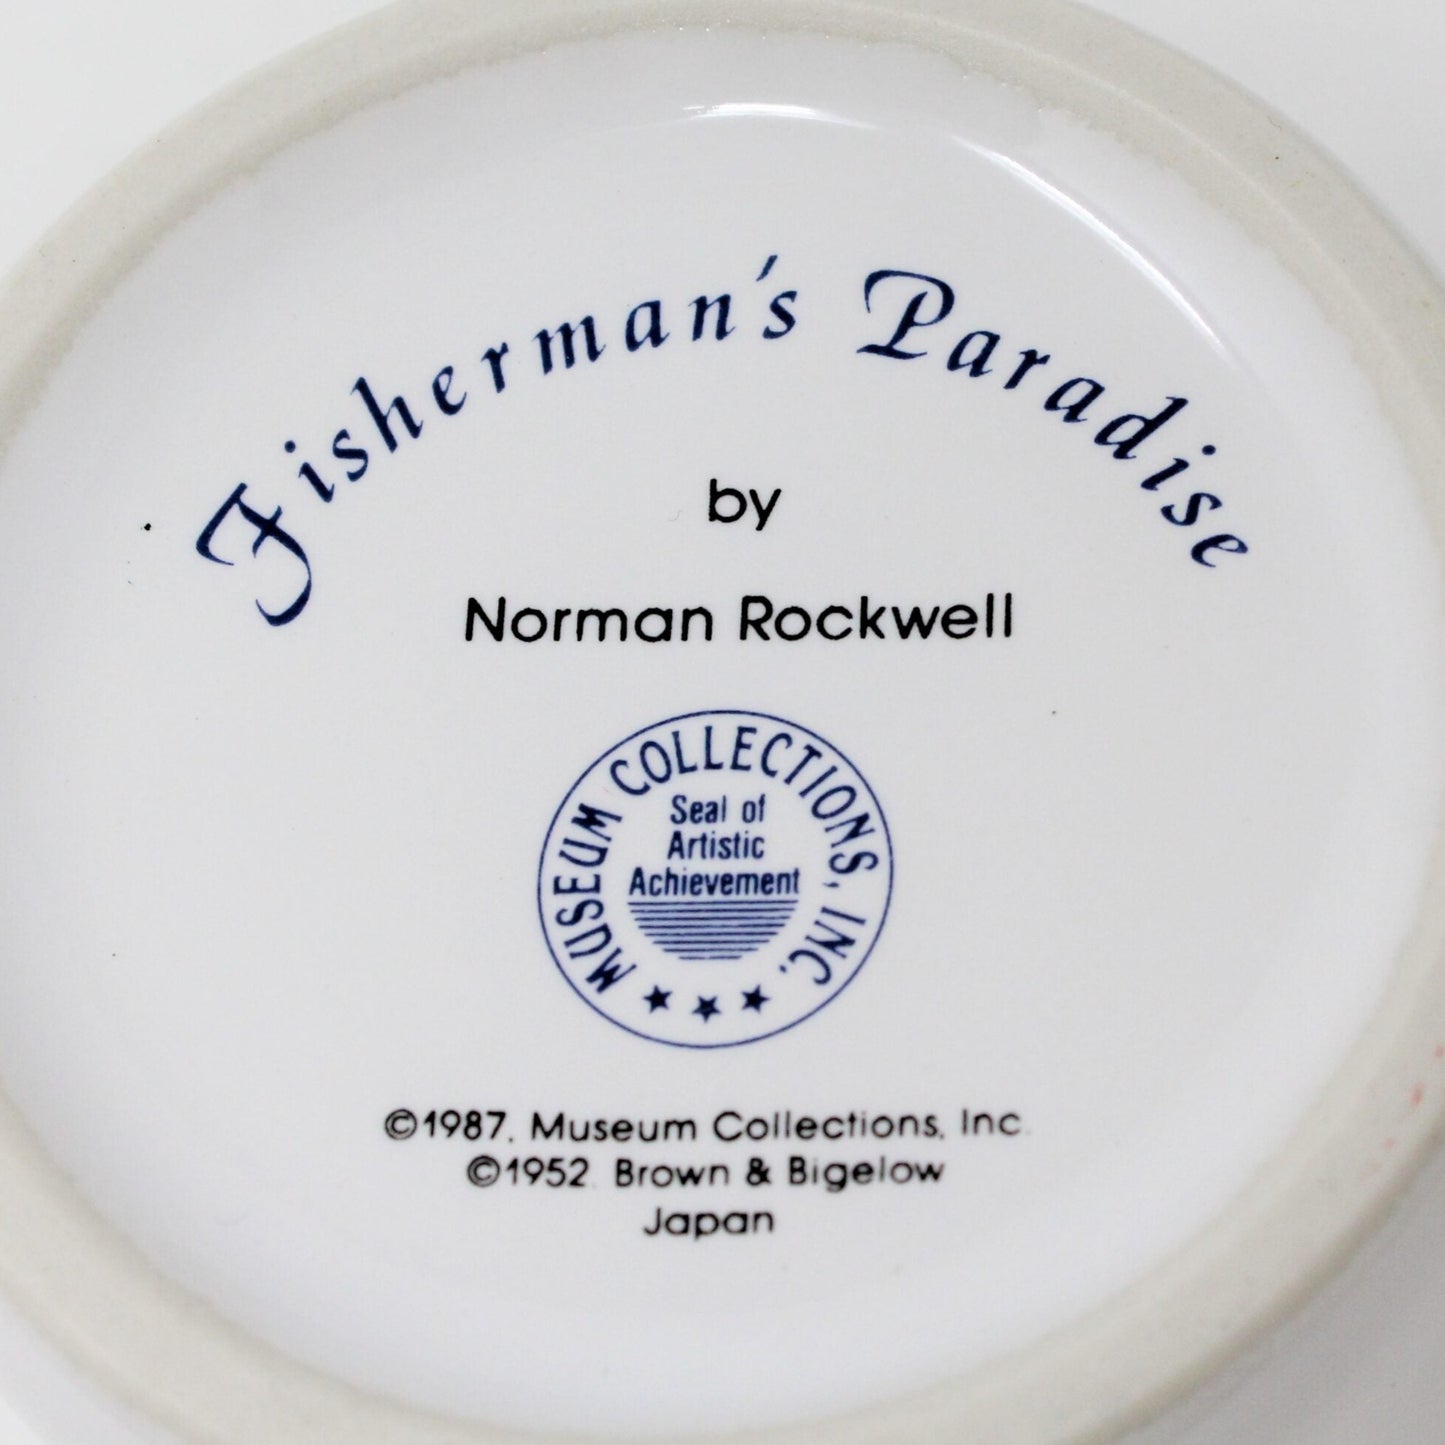 Fisherman's Paradise
by
Norman Rockwell
MUSEUM COLLECTIONS, INC.
Seal of
Artistic
Achievement
©1987. Museum Collections, Inc.
©1952. Brown & Bigelow
Japan